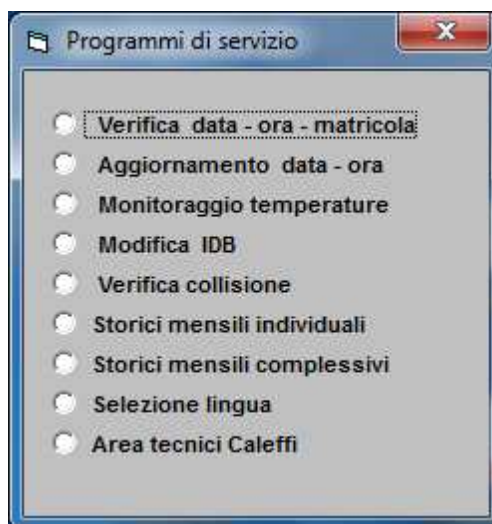 Programmi di servizio
Verifica data - ora - matricola
Aggiornamento data - ora
Monitoraggio temperature
Modifica IDB
Verifica collisione
Storici mensili individuali
Storici mensili complessivi
Selezione lingua
Area tecnici Caleffi